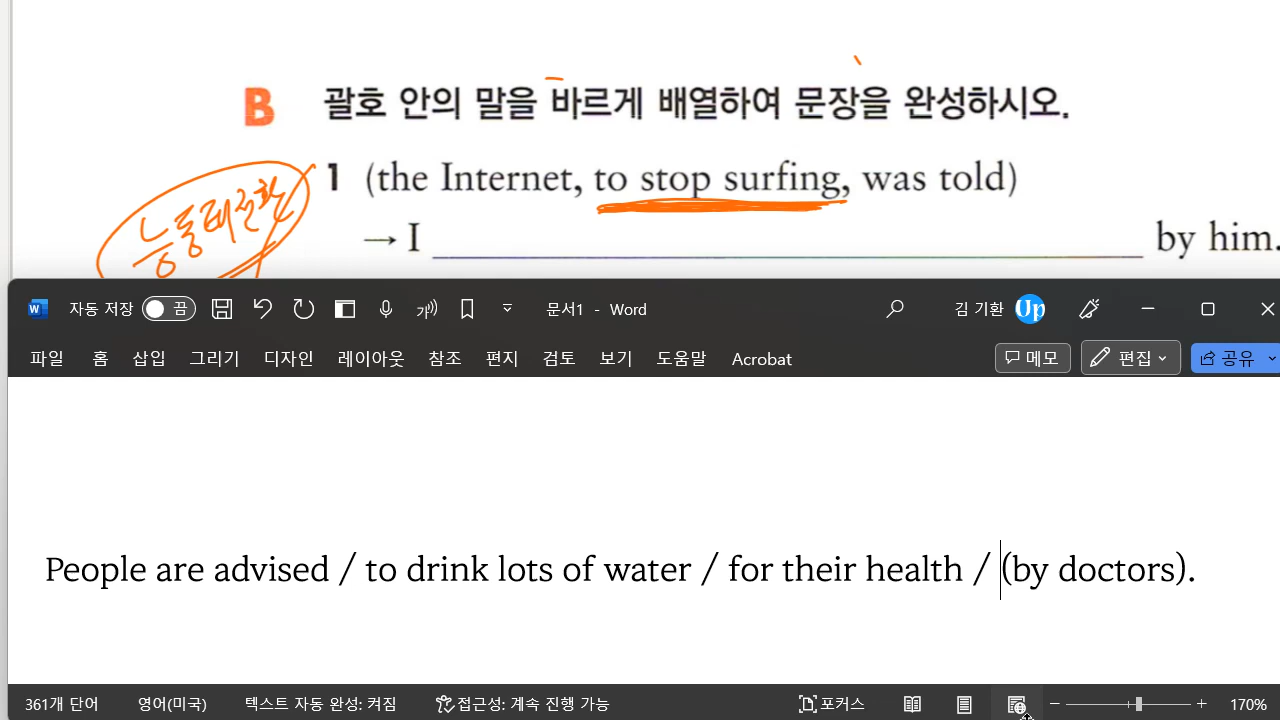 B 괄호 안의 말을 바르게 배열하여 문장을 완성하시오.
1 (the Internet, to stop surfing, was told)
능동태전환
→ I ______ by him.
자동 저장 끔 가 문서1 - Word 김 기환 Up
파일 홈 삽입 그리기 디자인 레이아웃 참조 편지 검토 보기 도움말 Acrobat 메모 편집 공유
People are advised / to drink lots of water / for their health / (by doctors).
361개 단어 영어(미국) 텍스트 자동 완성: 켜짐 접근성: 계속 진행 가능 포커스 170%